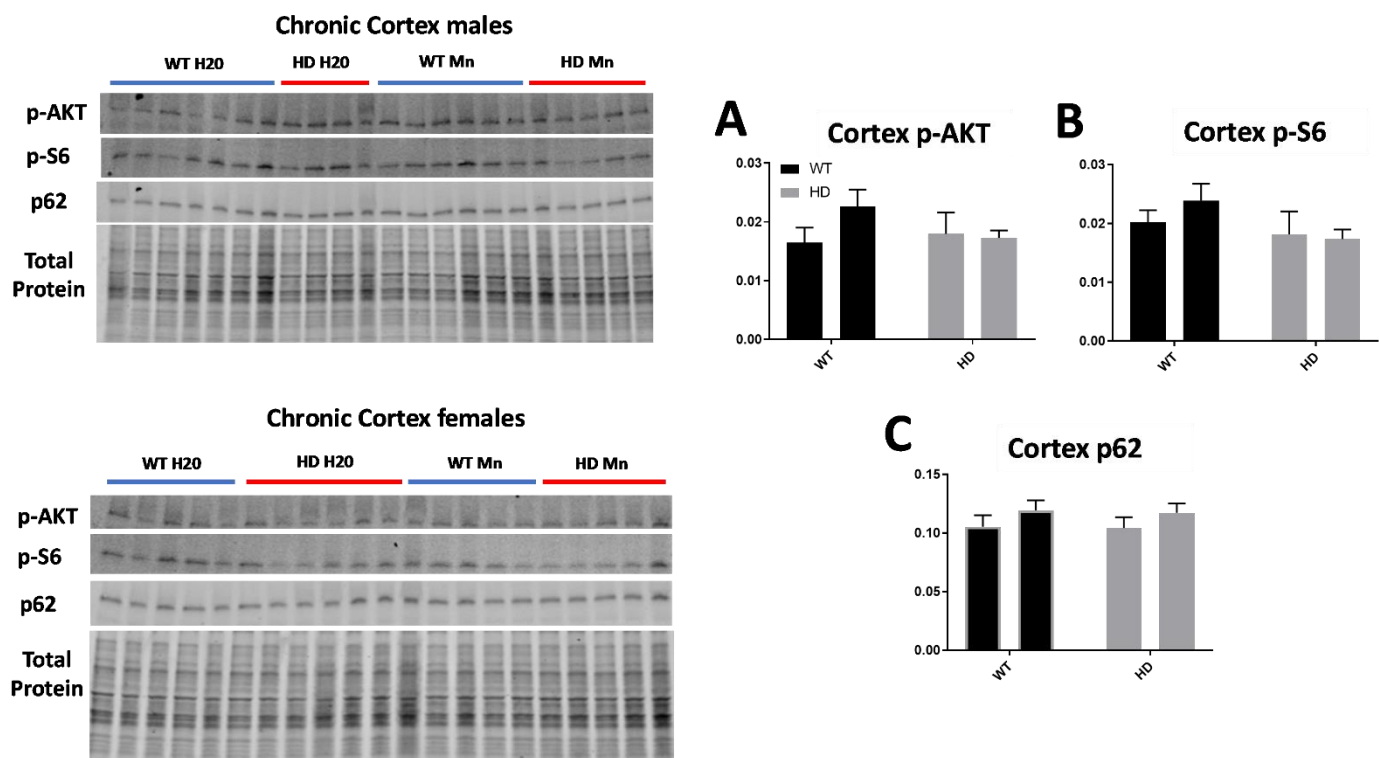 Chronic Cortex males
WT H20 HD H20 WT Mn HD Mn
p-AKT
p-S6
p62
Total
Protein
Chronic Cortex females
WT H20 HD H20 WT Mn HD Mn
p-AKT
p-S6
p62
Total
Protein
A
Cortex p-AKT
WT
HD
0.03
0.02
0.01
0.00
WT HD
B
Cortex p-S6
0.03
0.02
0.01
0.00
WT HD
C
Cortex p62
0.15
0.10
0.05
0.00
WT HD